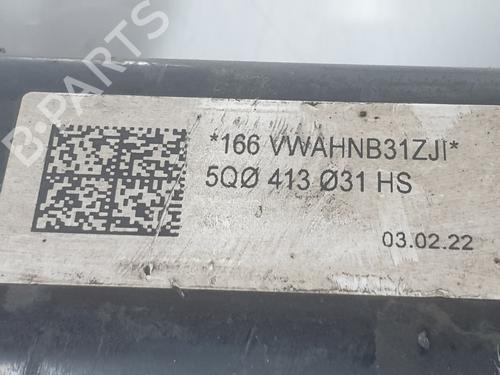 B-PARTS
*166 VWAHNB31ZJI*
5QØ 413 Ø31 HS
03.02.22